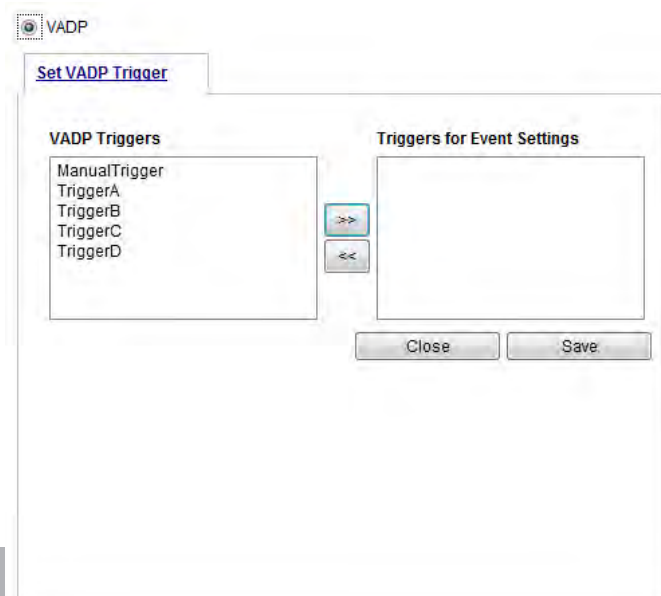 VADP
Set VADP Trigger
VADP Triggers
Triggers for Event Settings
ManualTrigger
TriggerA
TriggerB
TriggerC
TriggerD
>>
<<
Close
Save